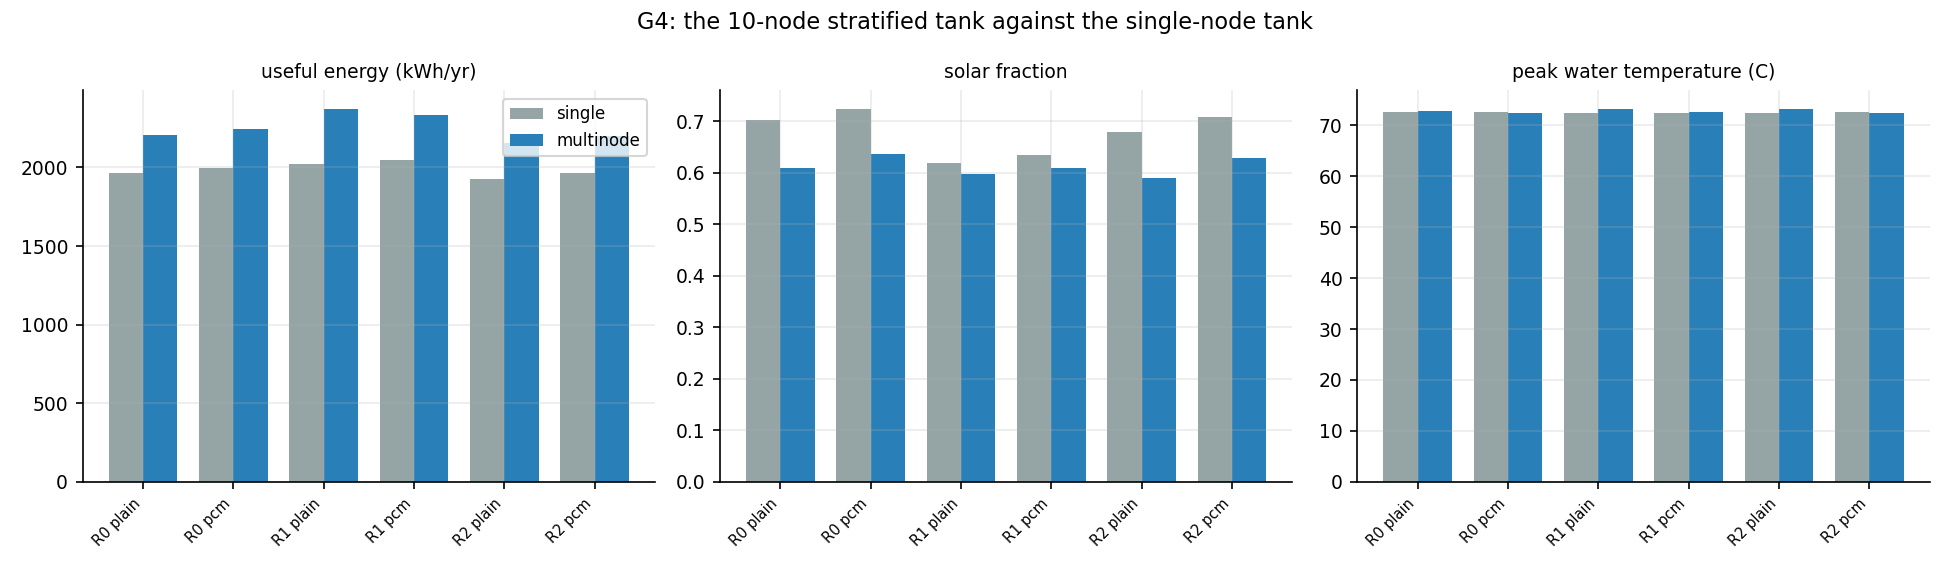 G4: the 10-node stratified tank against the single-node tank
useful energy (kWh/yr)
single
multinode
2000
1500
1000
500
0
R0 plain
R0 pcm
R1 plain
R1 pcm
R2 plain
R2 pcm
solar fraction
0.7
0.6
0.5
0.4
0.3
0.2
0.1
0.0
R0 plain
R0 pcm
R1 plain
R1 pcm
R2 plain
R2 pcm
peak water temperature (C)
70
60
50
40
30
20
10
0
R0 plain
R0 pcm
R1 plain
R1 pcm
R2 plain
R2 pcm